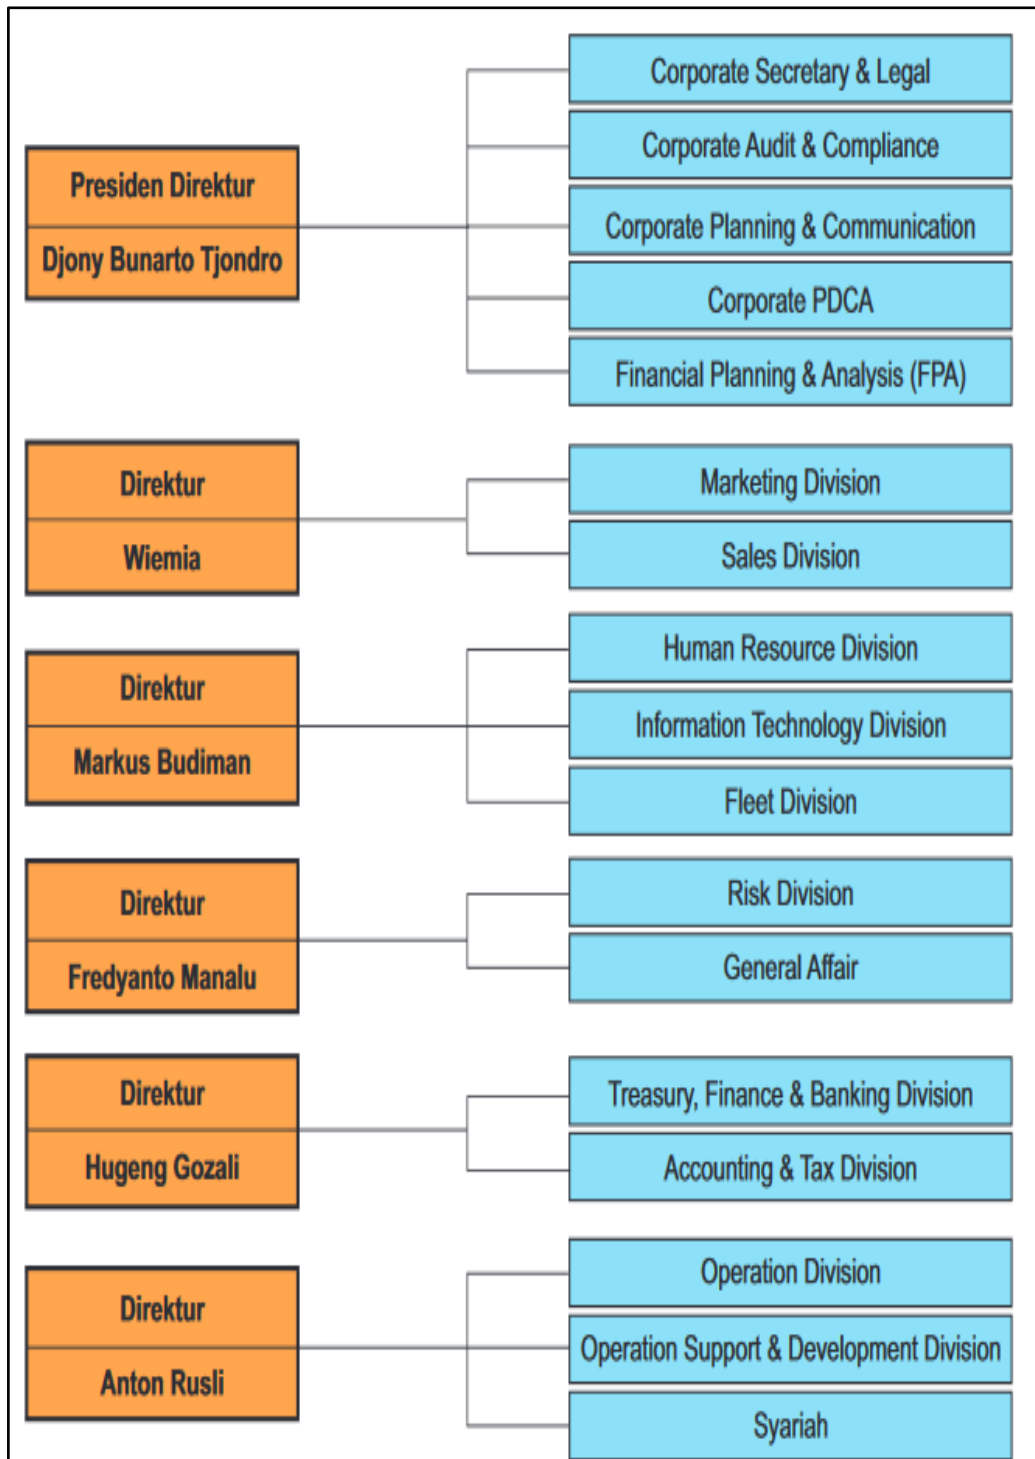 Presiden Direktur
Djony Bunarto Tjondro
Corporate Secretary & Legal
Corporate Audit & Compliance
Corporate Planning & Communication
Corporate PDCA
Financial Planning & Analysis (FPA)
Direktur
Wiemia
Marketing Division
Sales Division
Direktur
Markus Budiman
Human Resource Division
Information Technology Division
Fleet Division
Direktur
Fredyanto Manalu
Risk Division
General Affair
Direktur
Hugeng Gozali
Treasury, Finance & Banking Division
Accounting & Tax Division
Direktur
Anton Rusli
Operation Division
Operation Support & Development Division
Syariah